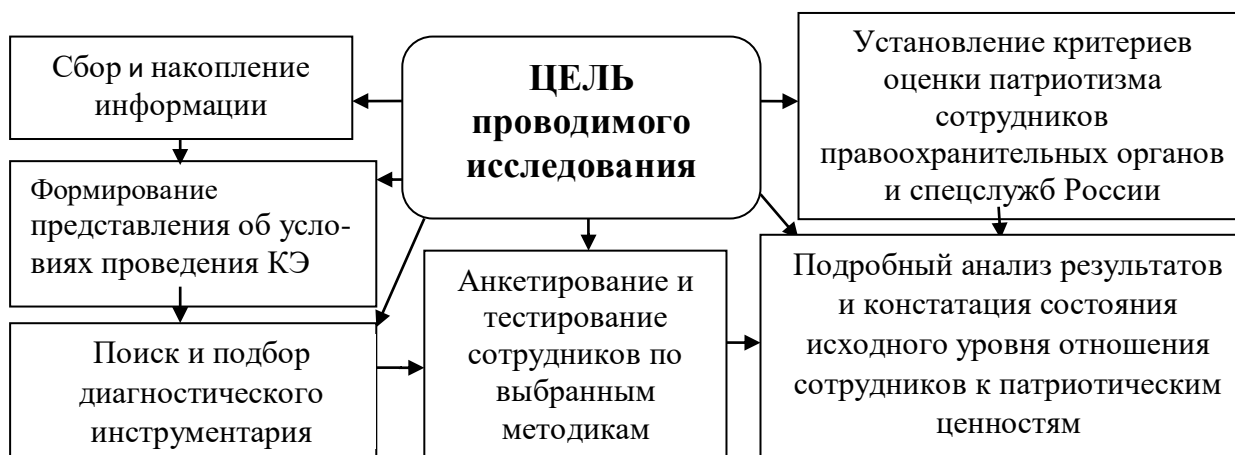 Сбор и накопление
информации
Формирование
представления об усло-
виях проведения КЭ
Поиск и подбор
диагностического
инструментария
ЦЕЛЬ
проводимого
исследования
Анкетирование и
тестирование
сотрудников по
выбранным
методикам
Установление критериев
оценки патриотизма
сотрудников
правоохранительных органов
и спецслужб России
Подробный анализ результатов
и констатация состояния
исходного уровня отношения
сотрудников к патриотическим
ценностям